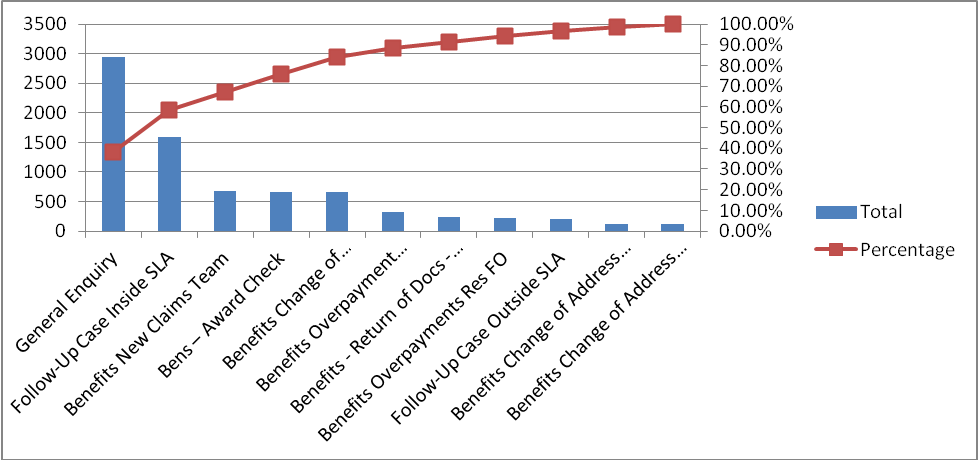 3500
3000
2500
2000
1500
1000
500
0
100.00%
90.00%
80.00%
70.00%
60.00%
50.00%
40.00%
30.00%
20.00%
10.00%
0.00%
General Enquiry
Follow-Up Case Inside SLA
Benefits New Claims Team
Bens – Award Check
Benefits Change of...
Benefits Overpayment...
Benefits - Return of Docs -...
Benefits Overpayments Res FO
Follow-Up Case Outside SLA
Benefits Change of Address...
Benefits Change of Address...
Total
Percentage